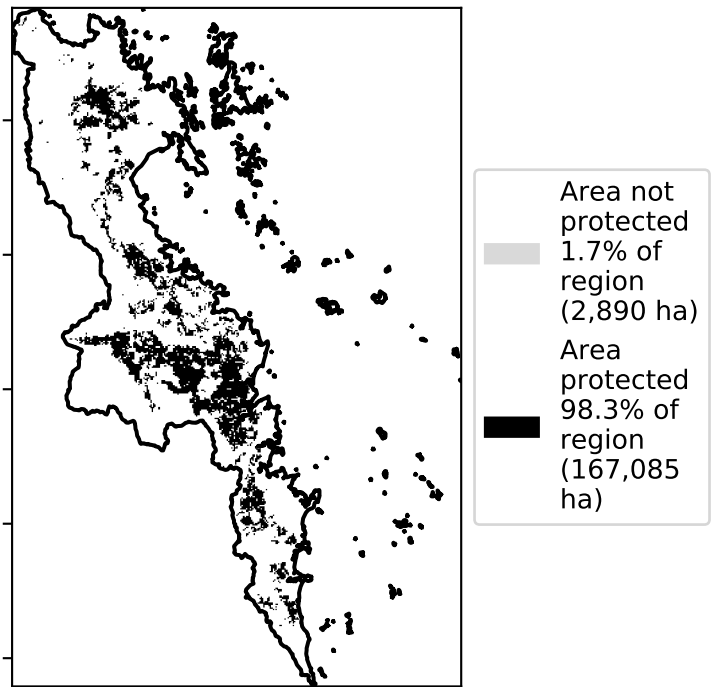 Area not
protected
1.7% of
region
(2,890 ha)
Area
protected
98.3% of
region
(167,085
ha)